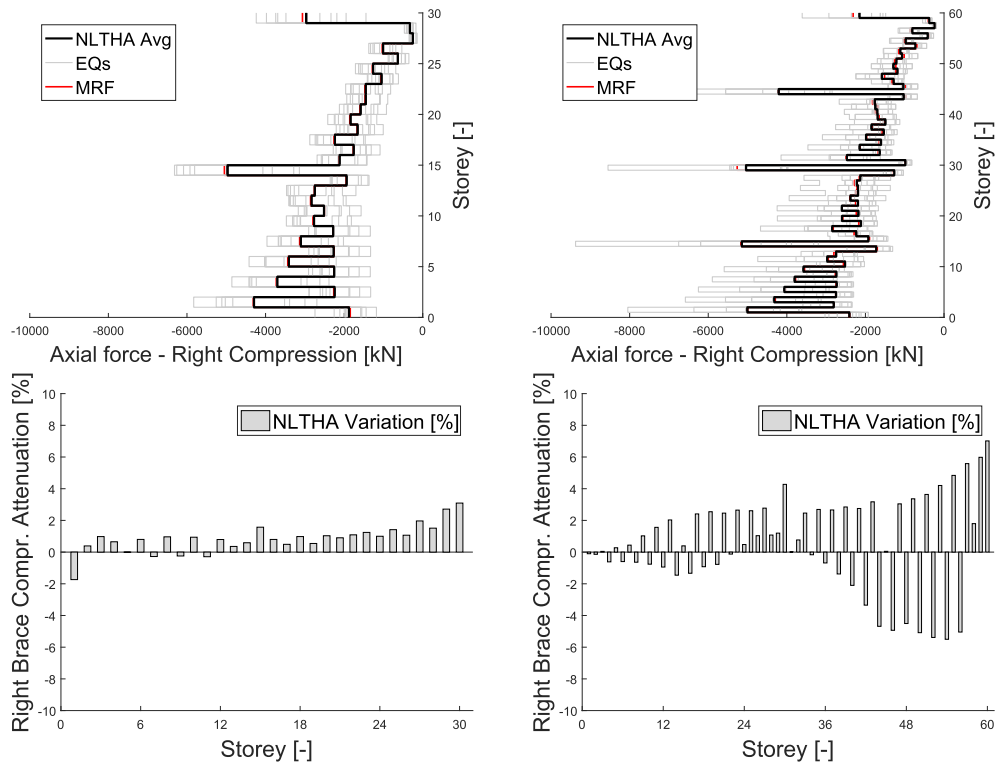 NLTHA Avg
EQs
MRF
30
25
20
15
10
5
0
Storey [-]
-10000 -8000 -6000 -4000 -2000 0
Axial force - Right Compression [kN]
NLTHA Avg
EQs
MRF
60
50
40
30
20
10
0
Storey [-]
-10000 -8000 -6000 -4000 -2000 0
Axial force - Right Compression [kN]
Right Brace Compr. Attenuation [%]
10
8
6
4
2
0
-2
-4
-6
-8
-10
NLTHA Variation [%]
0 6 12 18 24 30
Storey [-]
Right Brace Compr. Attenuation [%]
10
8
6
4
2
0
-2
-4
-6
-8
-10
NLTHA Variation [%]
0 12 24 36 48 60
Storey [-]